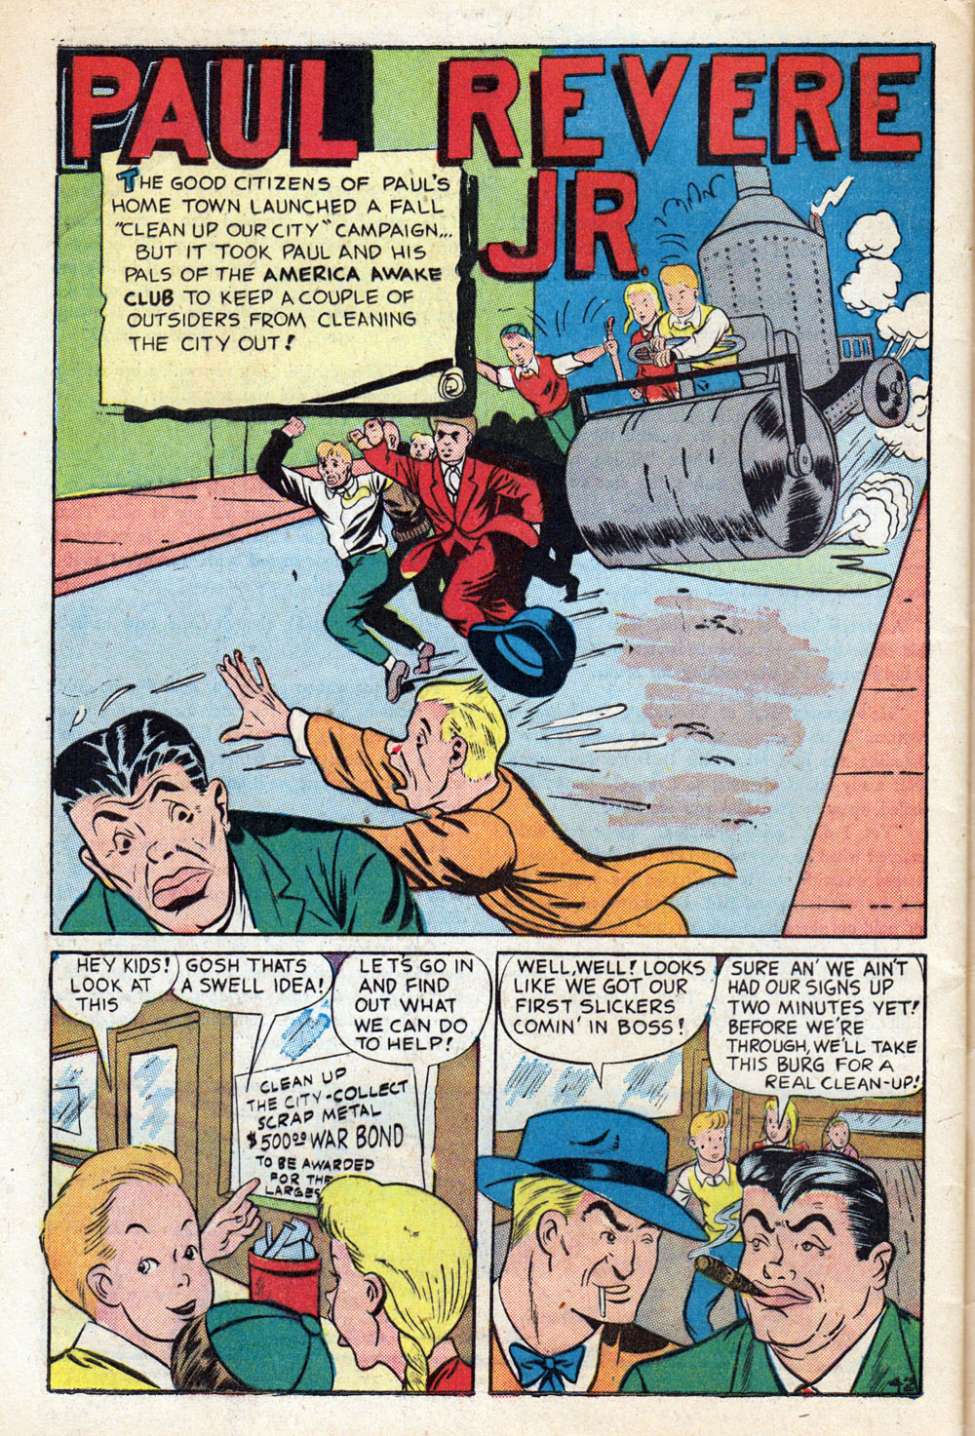 PAUL REVERE
JR.
THE GOOD CITIZENS OF PAUL'S
HOME TOWN LAUNCHED A FALL
"CLEAN UP OUR CITY" CAMPAIGN...
BUT IT TOOK PAUL AND HIS
PALS OF THE AMERICA AWAKE
CLUB TO KEEP A COUPLE OF
OUTSIDERS FROM CLEANING
THE CITY OUT!
HEY KIDS!
LOOK AT
THIS
GOSH THATS
A SWELL IDEA!
LET'S GO IN
AND FIND
OUT WHAT
WE CAN DO
TO HELP!
CLEAN UP
THE CITY-COLLECT
SCRAP METAL
$500.00 WAR BOND
TO BE AWARDED
FOR THE
LARGES
WELL, WELL! LOOKS
LIKE WE GOT OUR
FIRST SLICKERS
COMIN' IN BOSS!
SURE AN' WE AIN'T
HAD OUR SIGNS UP
TWO MINUTES YET!
BEFORE WE'RE
THROUGH, WE'LL TAKE
THIS BURG FOR A
REAL CLEAN-UP!